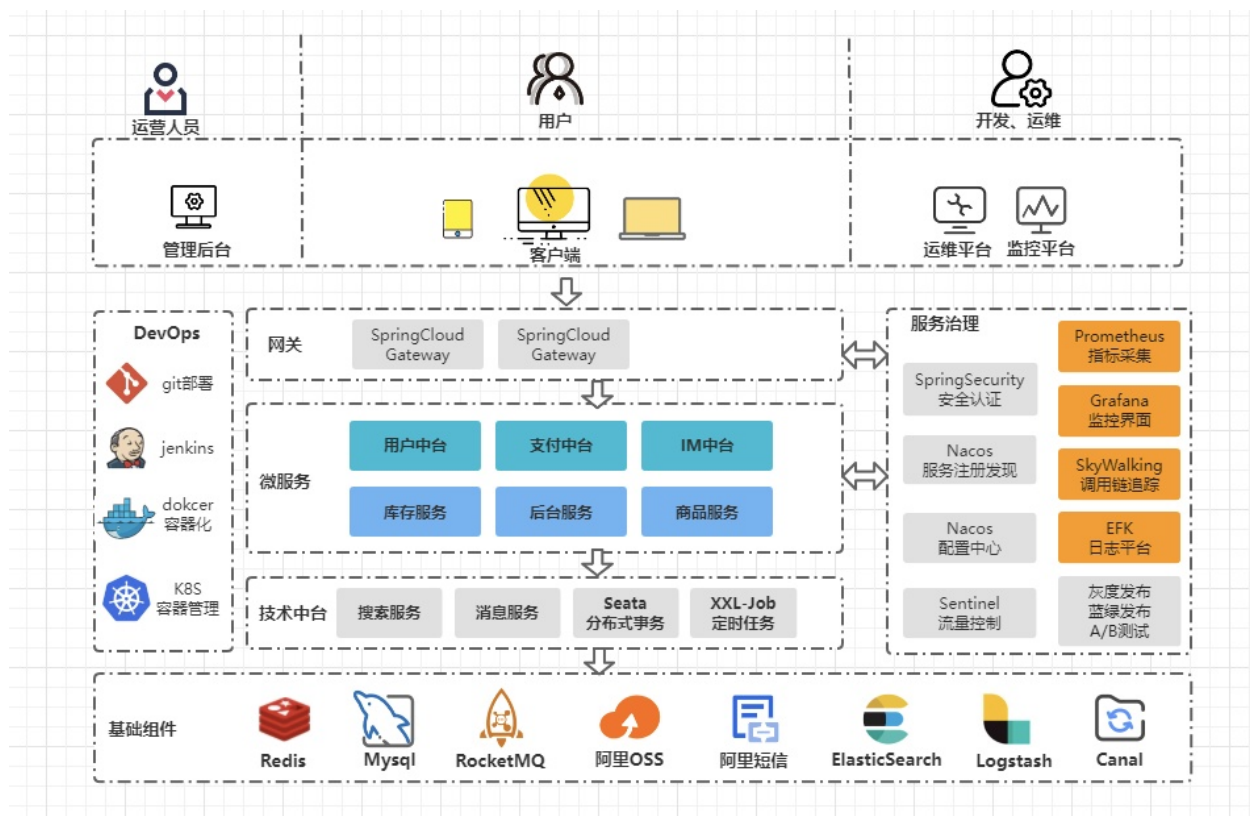 运营人员
用户
开发、运维
管理后台
客户端
运维平台
监控平台
DevOps
git部署
jenkins
dokcer
容器化
K8S
容器管理
网关
SpringCloud
Gateway
SpringCloud
Gateway
微服务
用户中台
支付中台
IM中台
库存服务
后台服务
商品服务
技术中台
搜索服务
消息服务
Seata
分布式事务
XXL-Job
定时任务
服务治理
SpringSecurity
安全认证
Nacos
服务注册发现
Nacos
配置中心
Sentinel
流量控制
Prometheus
指标采集
Grafana
监控界面
SkyWalking
调用链追踪
EFK
日志平台
灰度发布
蓝绿发布
A/B测试
基础组件
Redis
Mysql
RocketMQ
阿里OSS
阿里短信
ElasticSearch
Logstash
Canal